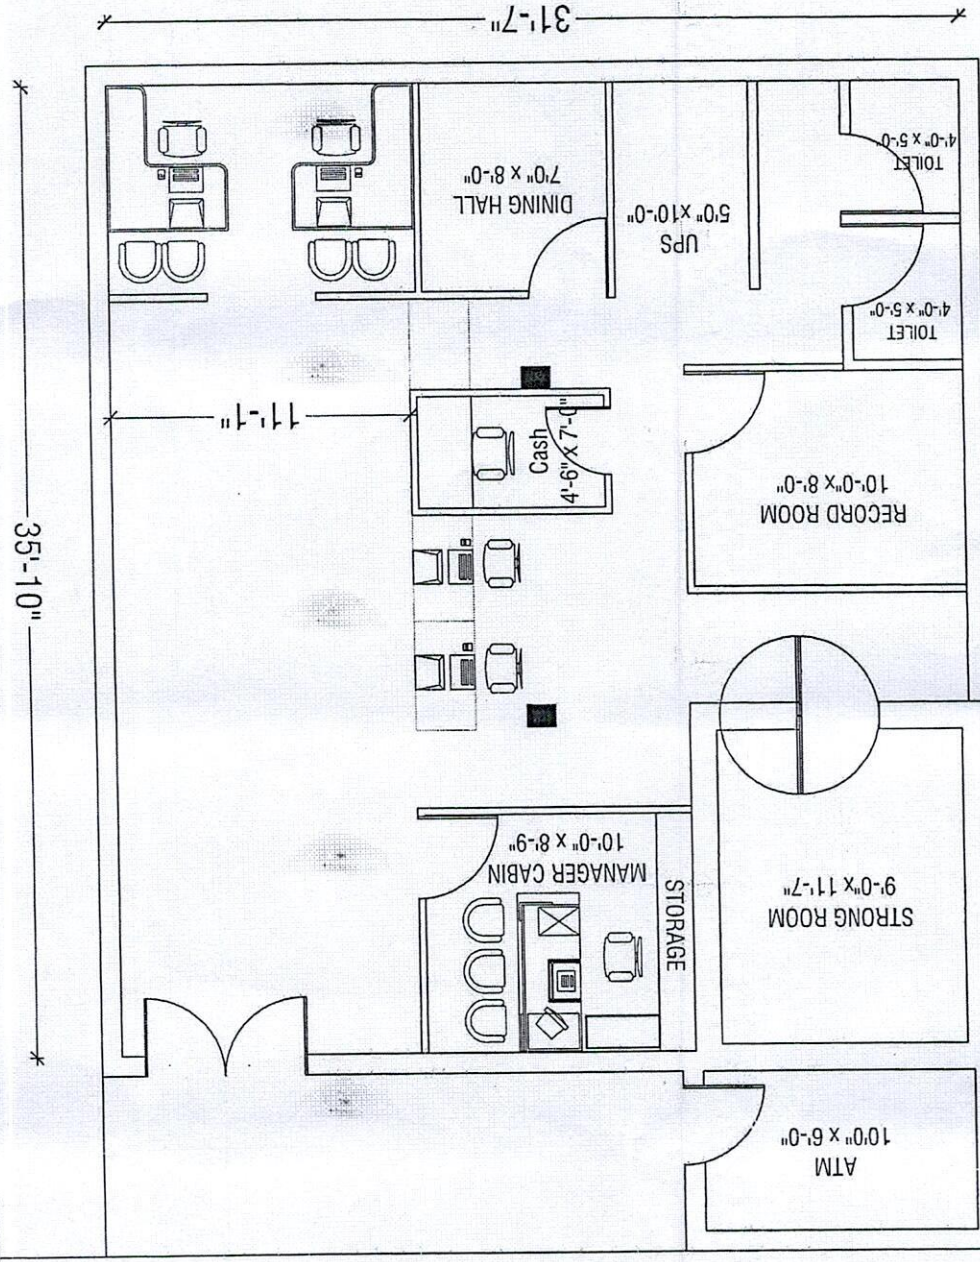 ATM
10'0" x 6'-0"
STRONG ROOM
9'-0" x 11'-7"
STORAGE
MANAGER CABIN
10'-0" x 8'-9"
35'-10"
RECORD ROOM
10'-0"x 8'-0"
Cash
4'-6" x 7'-0"
11'-1"
TOILET
4'-0" x 5'-0"
UPS
5'0" x10'-0"
DINING HALL
7'0" x 8'-0"
TOILET
4'-0" x 5'-0"
31'-7"